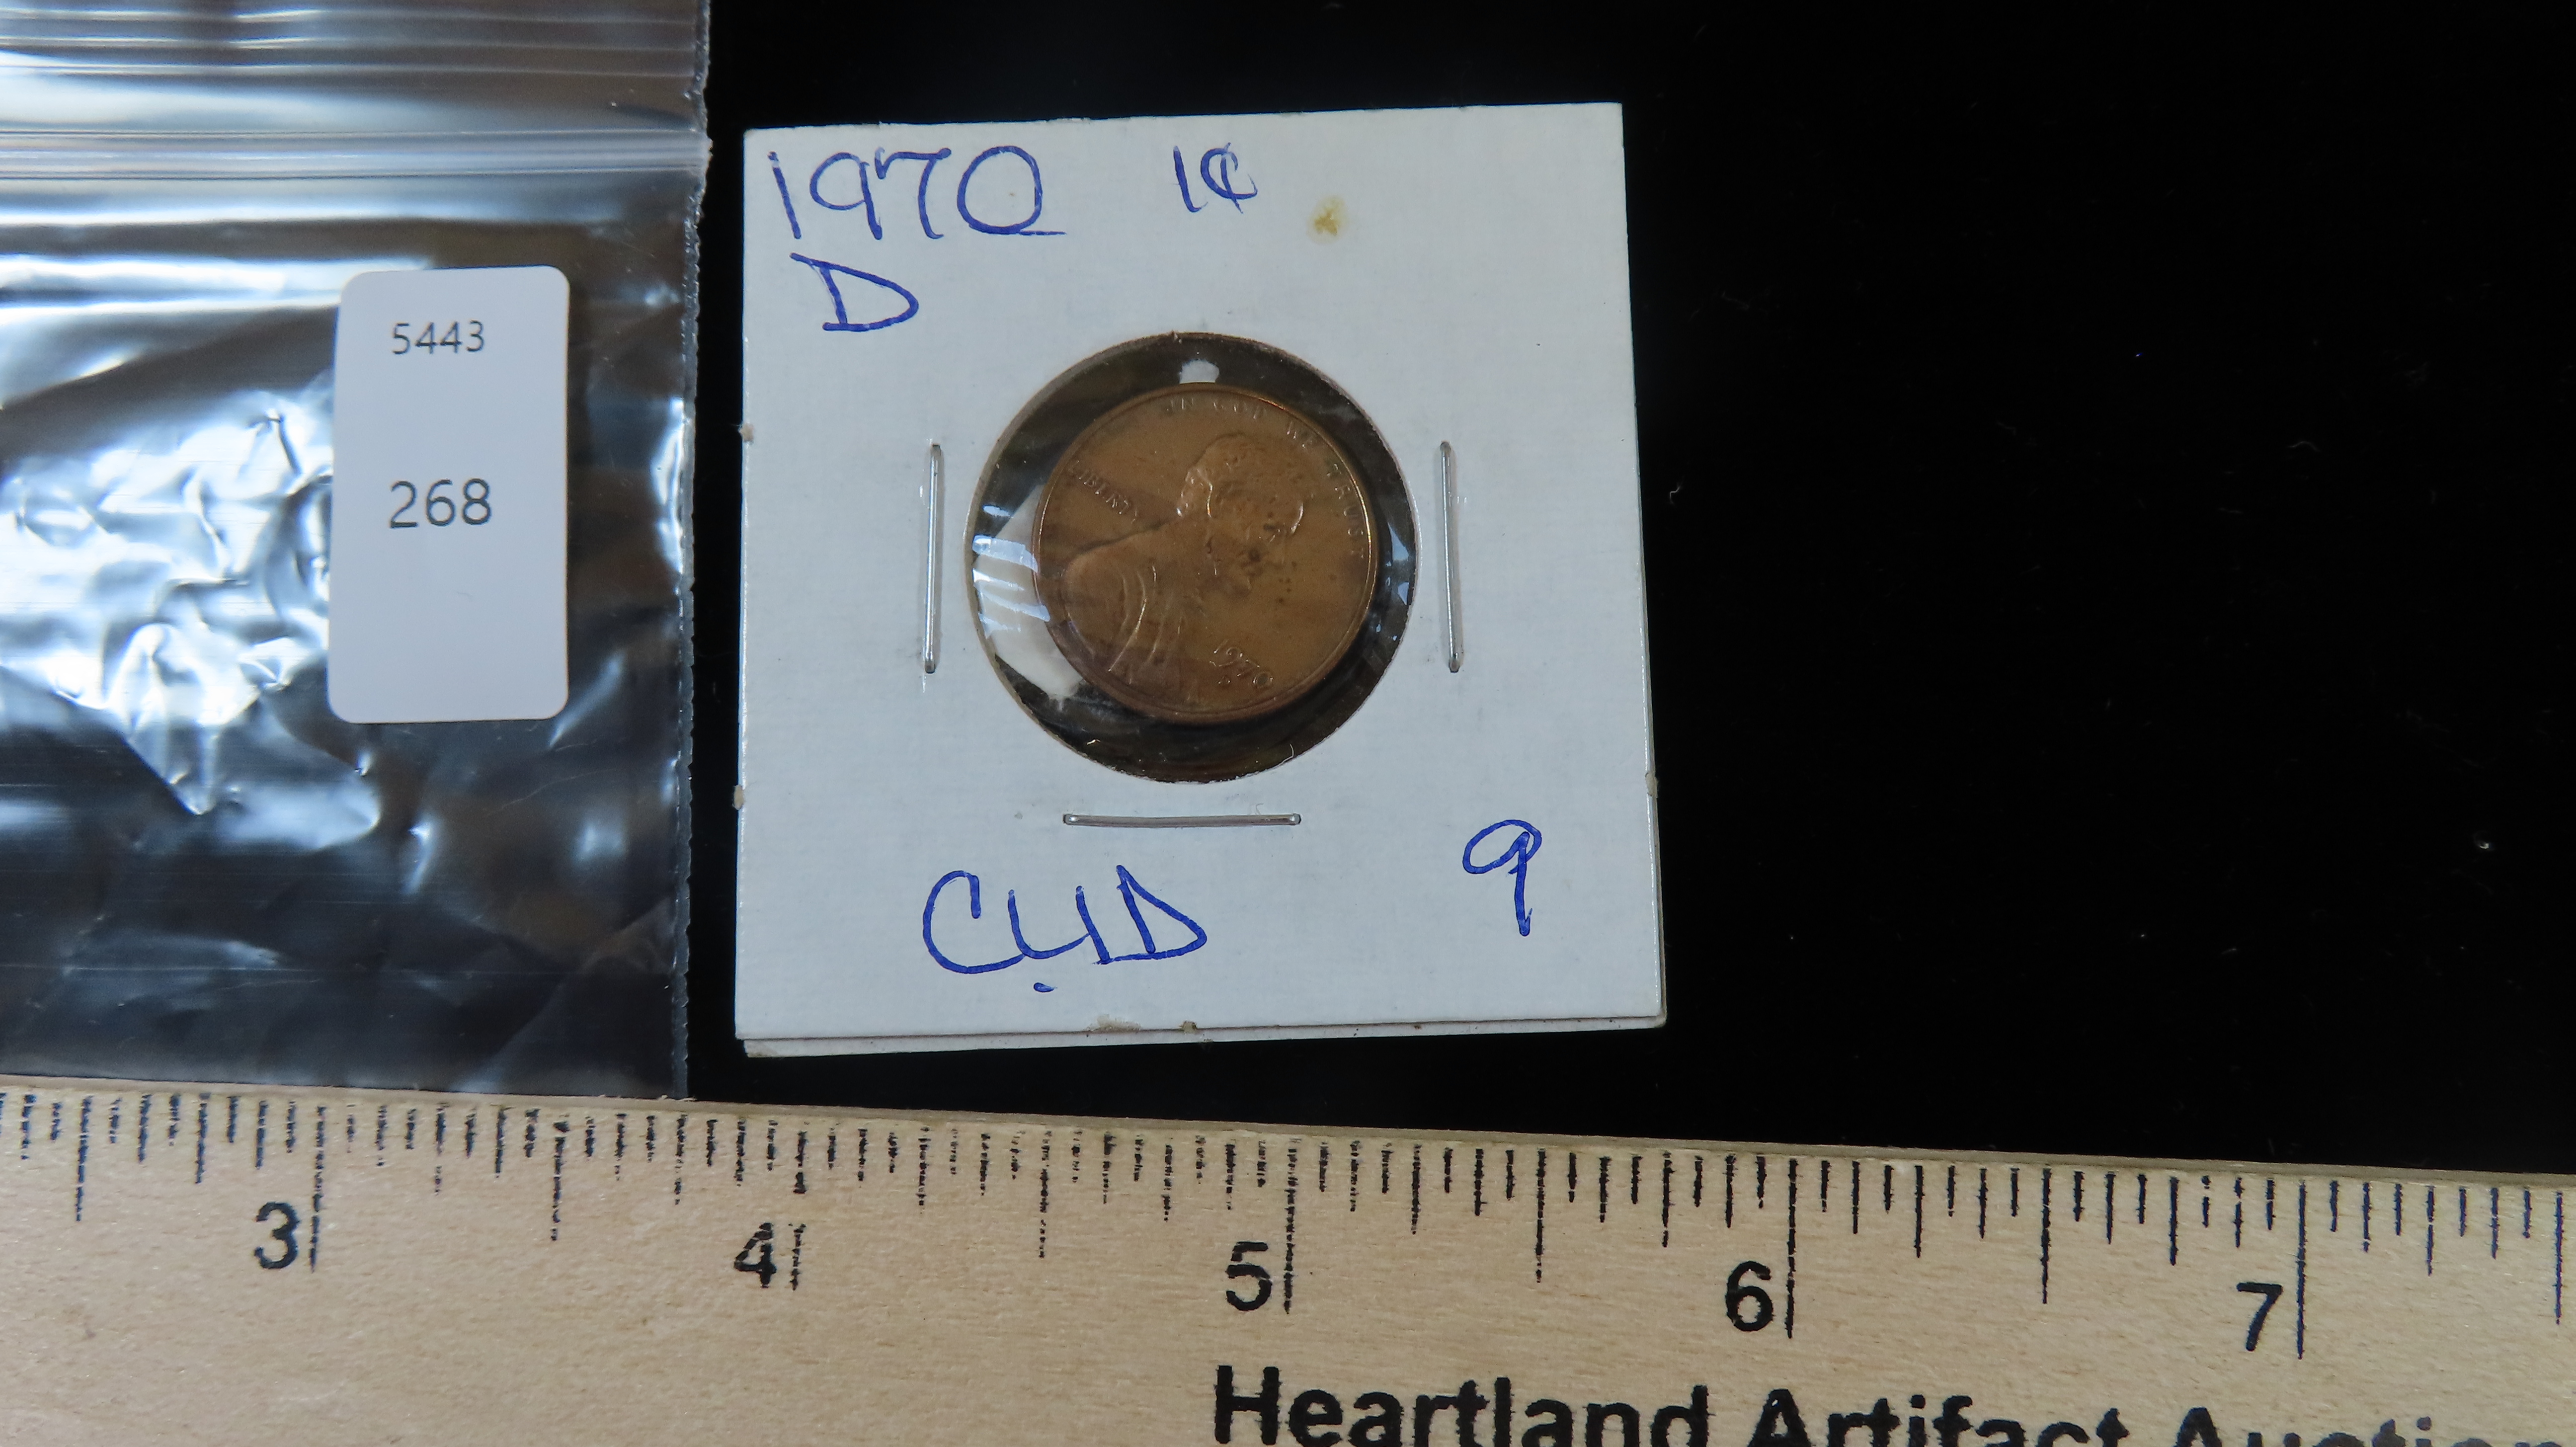 1970 1¢
D
5443
268
IN GOD WE TRUST
LIBERTY
1970
D
CUD
9
3 4 5 6 7
Heartland Artifact Auction